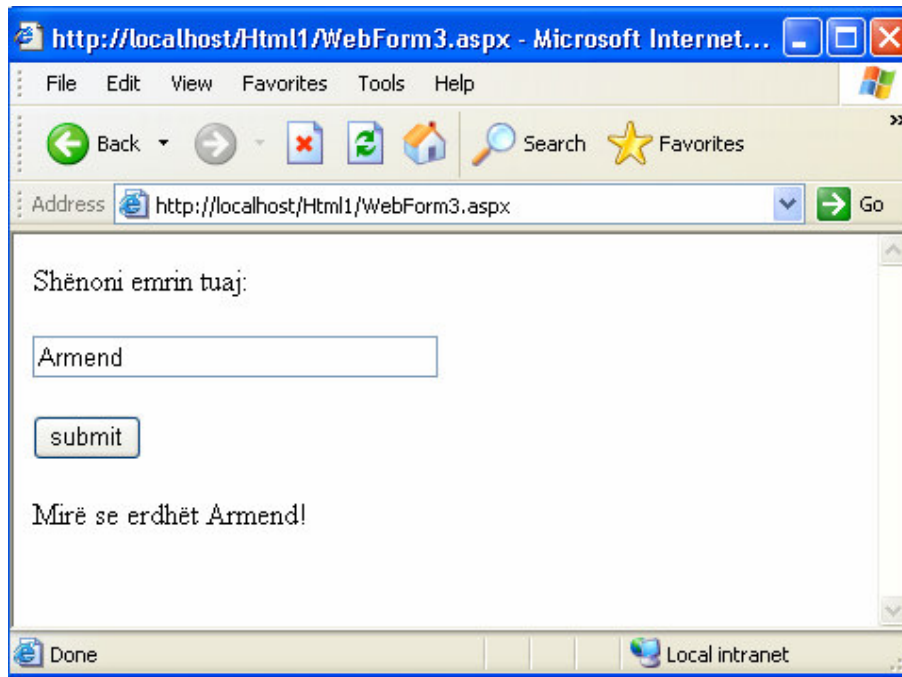 http://localhost/Html1/WebForm3.aspx - Microsoft Internet...
File Edit View Favorites Tools Help
Back Search Favorites
Address http://localhost/Html1/WebForm3.aspx Go
Shënoni emrin tuaj:
Armend
submit
Mirë se erdhët Armend!
Done Local intranet